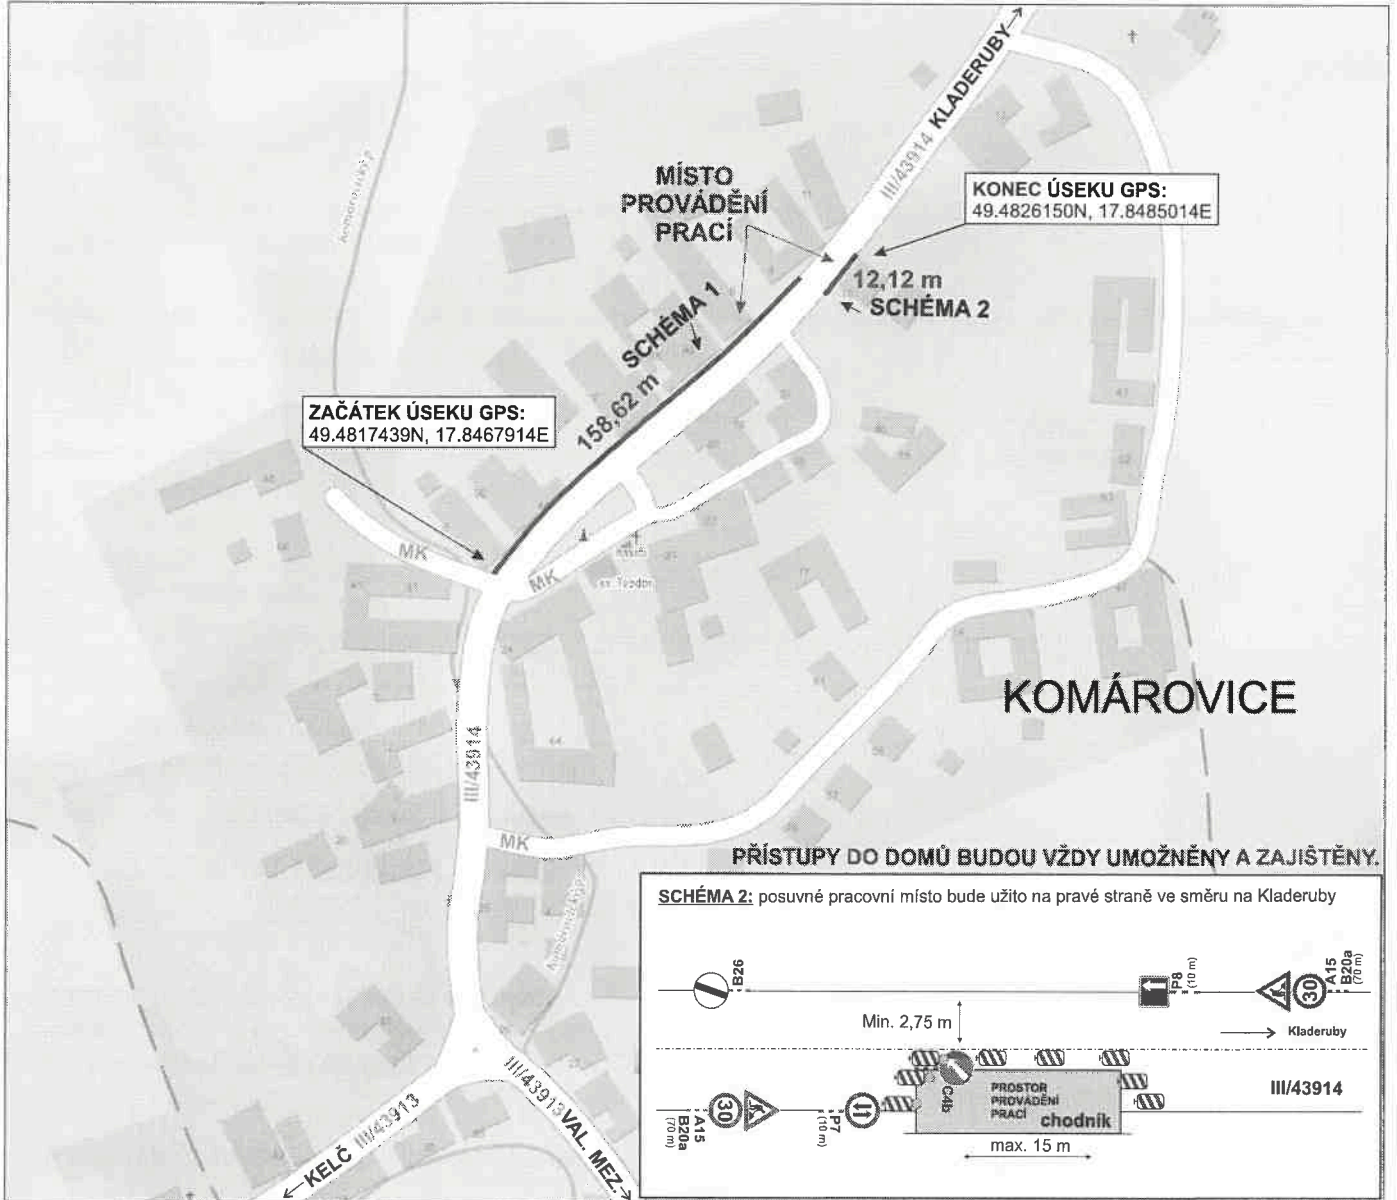 KLADERUBY
III/43914
MÍSTO
PROVÁDĚNÍ
PRACÍ
KONEC ÚSEKU GPS:
49.4826150N, 17.8485014E
12,12 m
SCHÉMA 2
SCHÉMA 1
158,62 m
ZAČÁTEK ÚSEKU GPS:
49.4817439N, 17.8467914E
MK
MK
KOMÁROVICE
III/43914
44
MK
PŘÍSTUPY DO DOMŮ BUDOU VŽDY UMOŽNĚNY A ZAJIŠTĚNY.
SCHÉMA 2: posuvné pracovní místo bude užito na pravé straně ve směru na Kladeruby
B26
P8
(10 m)
30
A15
B20a
(70 m)
Min. 2,75 m
Kladeruby
III/43914
PROSTOR
PROVÁDĚNÍ
PRACÍ
chodník
C4b
A15
B20a
(70 m)
30
P7
(10 m)
max. 15 m
KELČ III/43913
III/43913 VAL. MEZ.